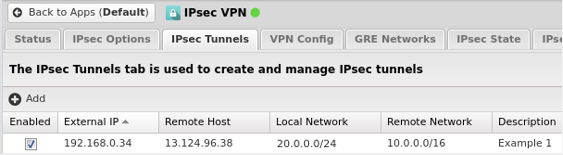 Back to Apps (Default) IPsec VPN
Status IPsec Options IPsec Tunnels VPN Config GRE Networks IPsec State IPse
The IPsec Tunnels tab is used to create and manage IPsec tunnels
Add
Enabled External IP Remote Host Local Network Remote Network Description
192.168.0.34 13.124.96.38 20.0.0.0/24 10.0.0.0/16 Example 1